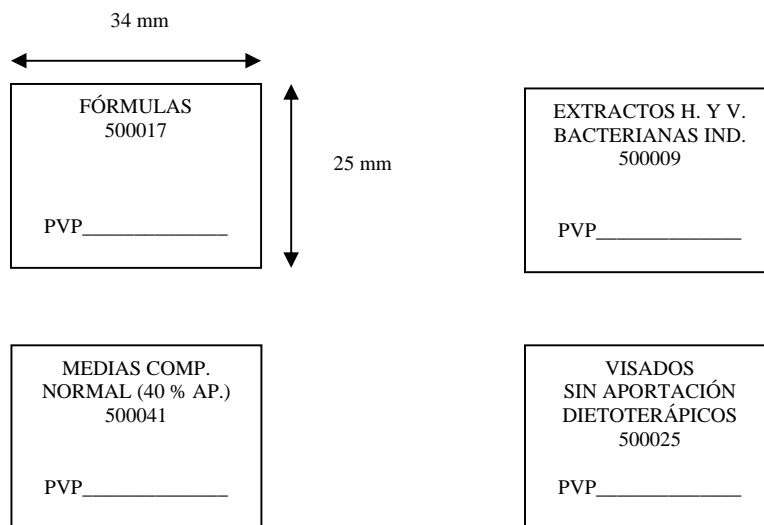 34 mm
FÓRMULAS
500017
PVP______________
25 mm
EXTRACTOS H. Y V.
BACTERIANAS IND.
500009
PVP______________
MEDIAS COMP.
NORMAL (40 % AP.)
500041
PVP______________
VISADOS
SIN APORTACIÓN
DIETOTERÁPICOS
500025
PVP______________